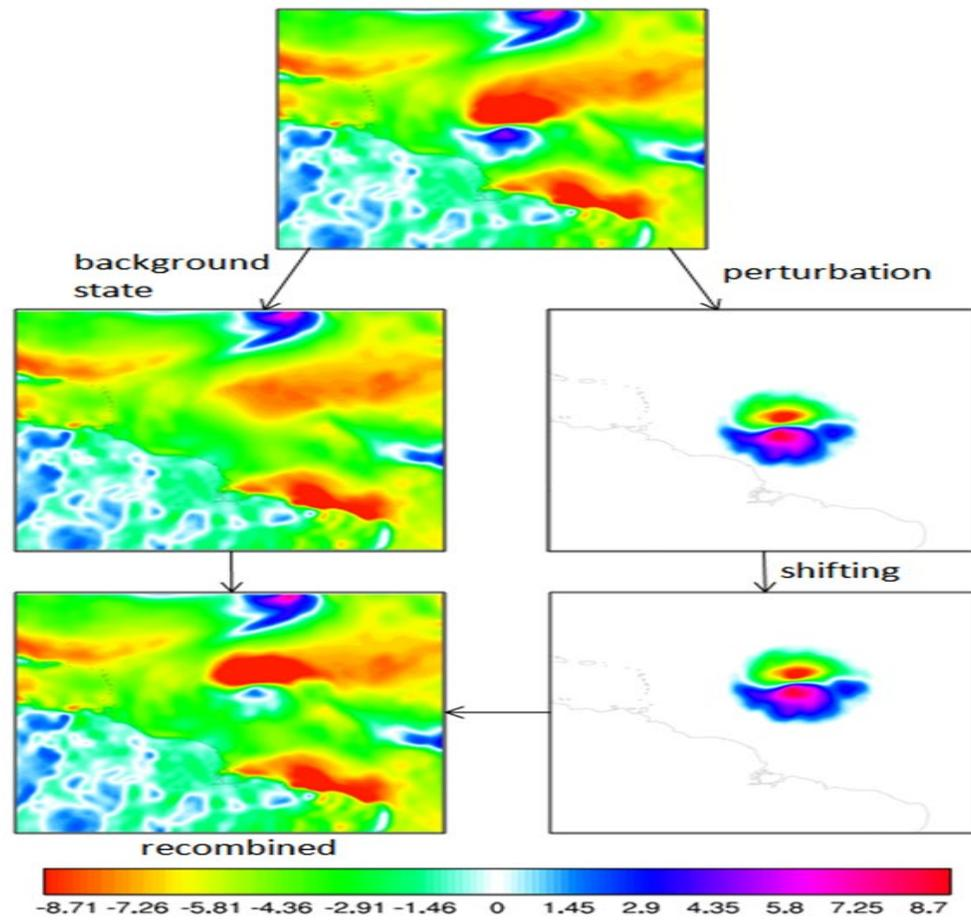 background
state
perturbation
shifting
recombined
-8.71 -7.26 -5.81 -4.36 -2.91 -1.46 0 1.45 2.9 4.35 5.8 7.25 8.7